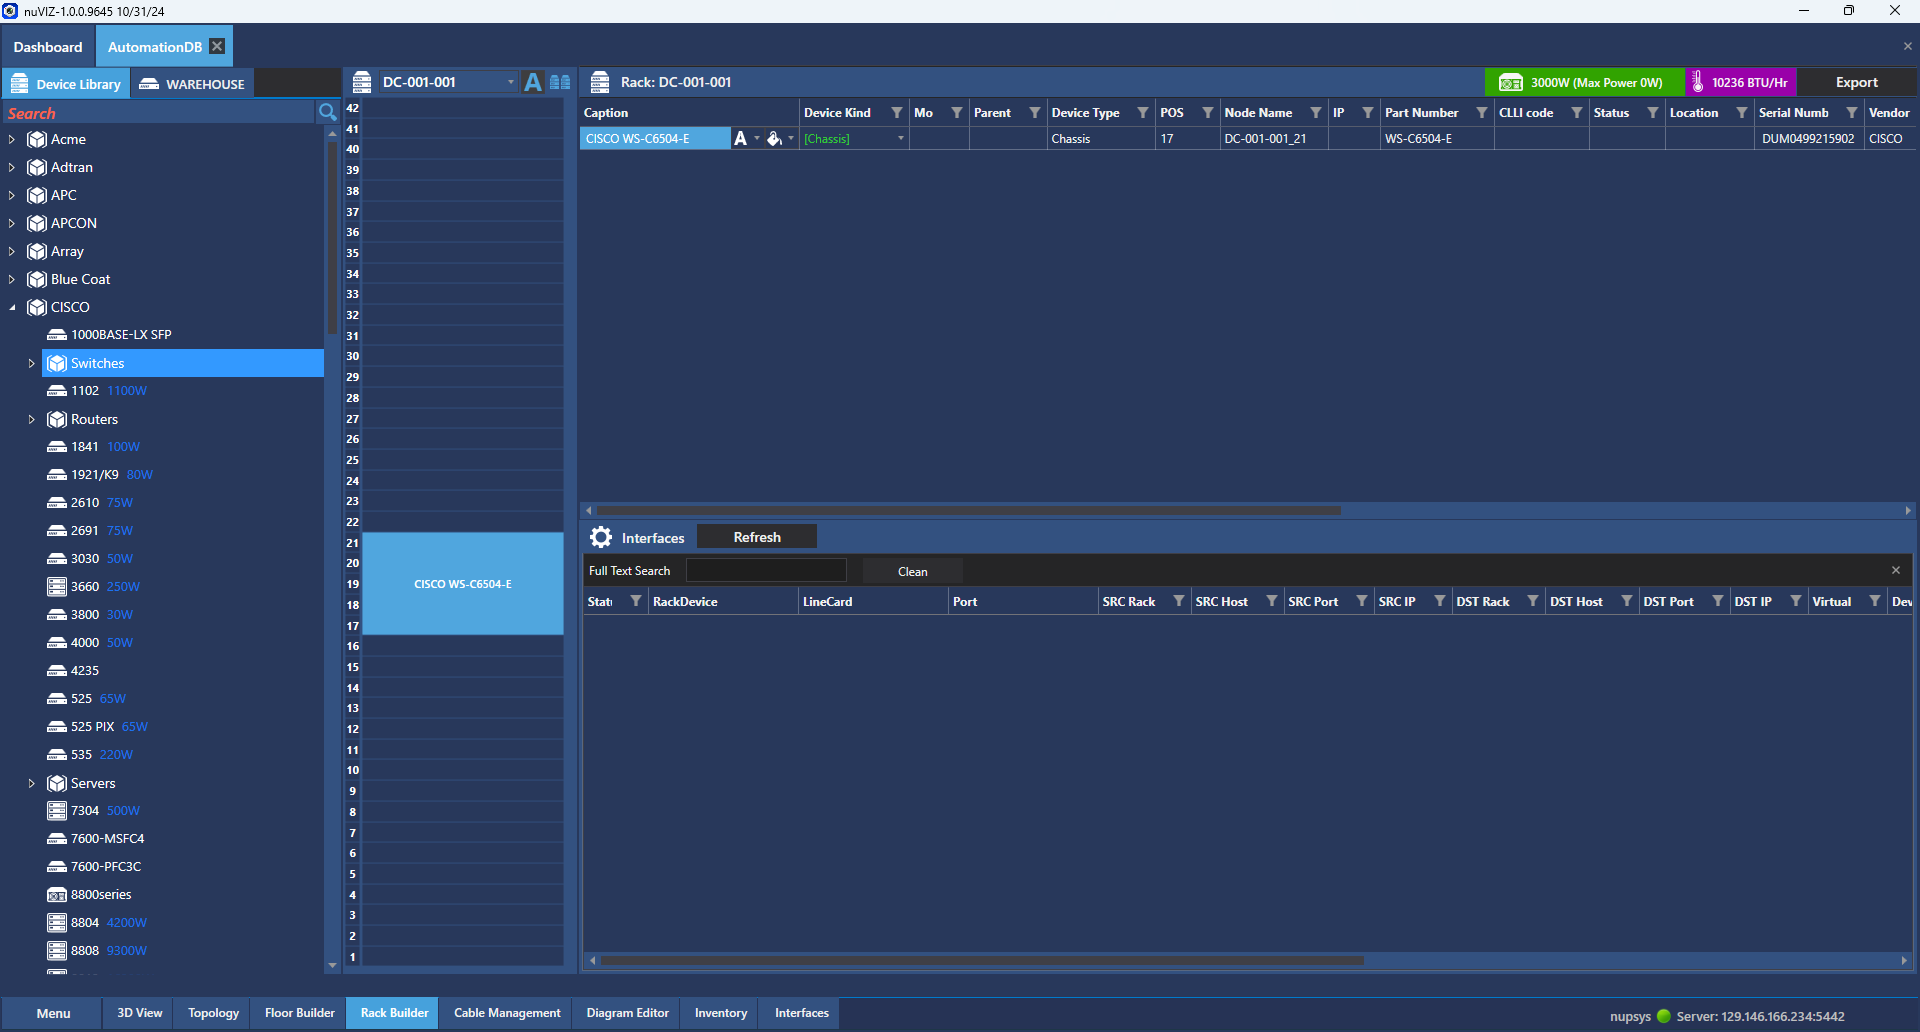 nuVIZ-1.0.0.9645 10/31/24
Dashboard AutomationDB
Device Library WAREHOUSE
Search
Acme
Adtran
APC
APCON
Array
Blue Coat
CISCO
1000BASE-LX SFP
Switches
1102 1100W
Routers
1841 100W
1921/K9 80W
2610 75W
2691 75W
3030 50W
3660 250W
3800 30W
4000 50W
4235
525 65W
525 PIX 65W
535 220W
Servers
7304 500W
7600-MSFC4
7600-PFC3C
8800series
8804 4200W
8808 9300W
DC-001-001 A
42
41
40
39
38
37
36
35
34
33
32
31
30
29
28
27
26
25
24
23
22
21
20
19 CISCO WS-C6504-E
18
17
16
15
14
13
12
11
10
9
8
7
6
5
4
3
2
1
Rack: DC-001-001 3000W (Max Power 0W) 10236 BTU/Hr Export
Caption Device Kind Mo Parent Device Type POS Node Name IP Part Number CLLI code Status Location Serial Numb Vendor
CISCO WS-C6504-E A [Chassis] Chassis 17 DC-001-001_21 WS-C6504-E DUM0499215902 CISCO
Interfaces Refresh
Full Text Search Clean
Stat RackDevice LineCard Port SRC Rack SRC Host SRC Port SRC IP DST Rack DST Host DST Port DST IP Virtual Dev
Menu 3D View Topology Floor Builder Rack Builder Cable Management Diagram Editor Inventory Interfaces
nupsys Server: 129.146.166.234:5442